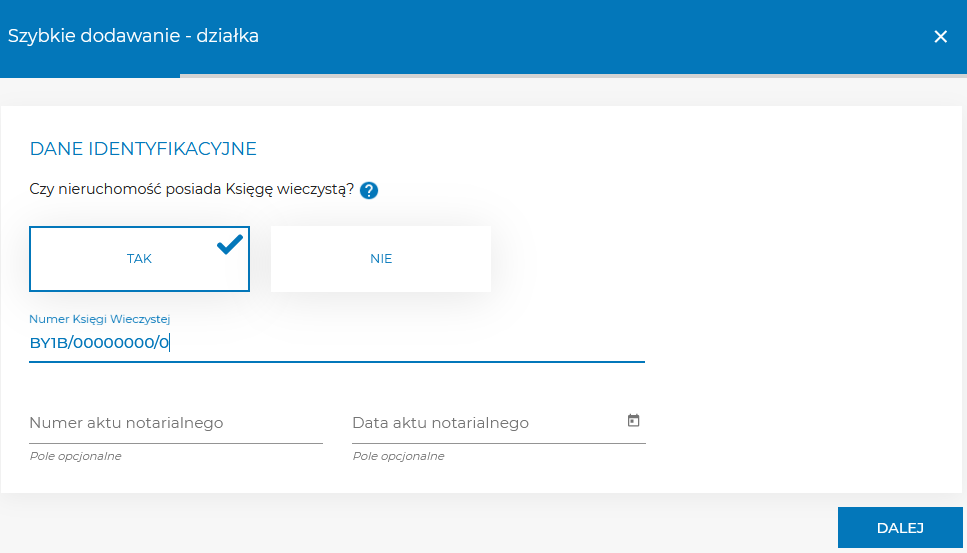 Szybkie dodawanie - działka
DANE IDENTYFIKACYJNE
Czy nieruchomość posiada Księgę wieczystą? ?
TAK
NIE
Numer Księgi Wieczystej
BY1B/00000000/0
Numer aktu notarialnego
Data aktu notarialnego
Pole opcjonalne
Pole opcjonalne
DALEJ